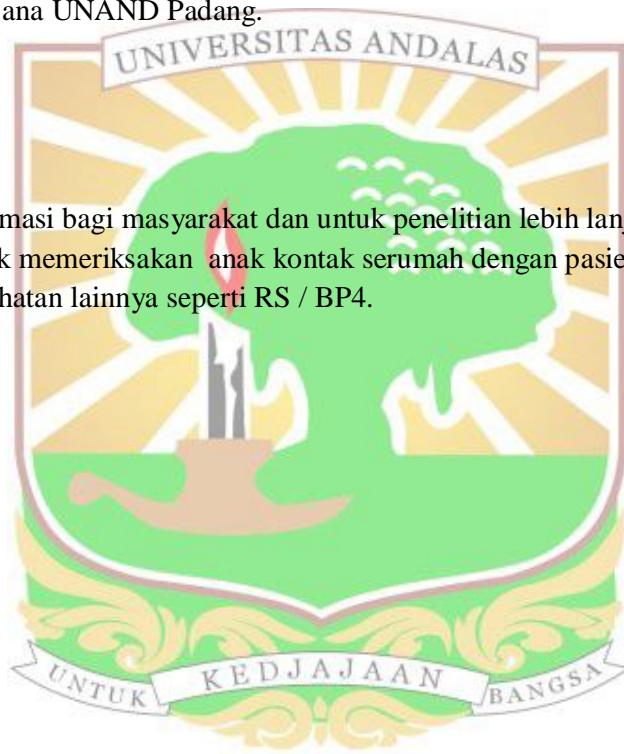 ana UNAND Padang.
UNIVERSITAS ANDALAS
masi bagi masyarakat dan untuk penelitian lebih lanj
k memeriksakan anak kontak serumah dengan pasie
hatan lainnya seperti RS / BP4.
UNTUK KEDJAJAAN BANGSA